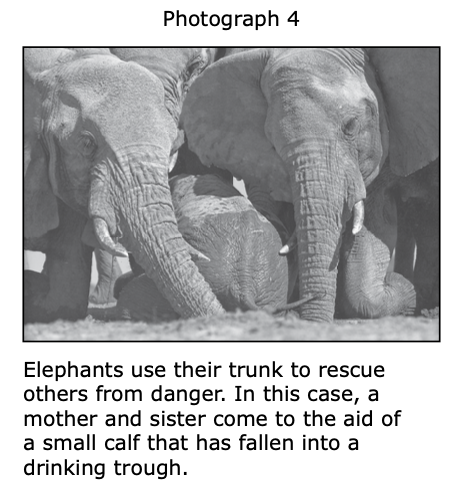 Photograph 4
Elephants use their trunk to rescue
others from danger. In this case, a
mother and sister come to the aid of
a small calf that has fallen into a
drinking trough.